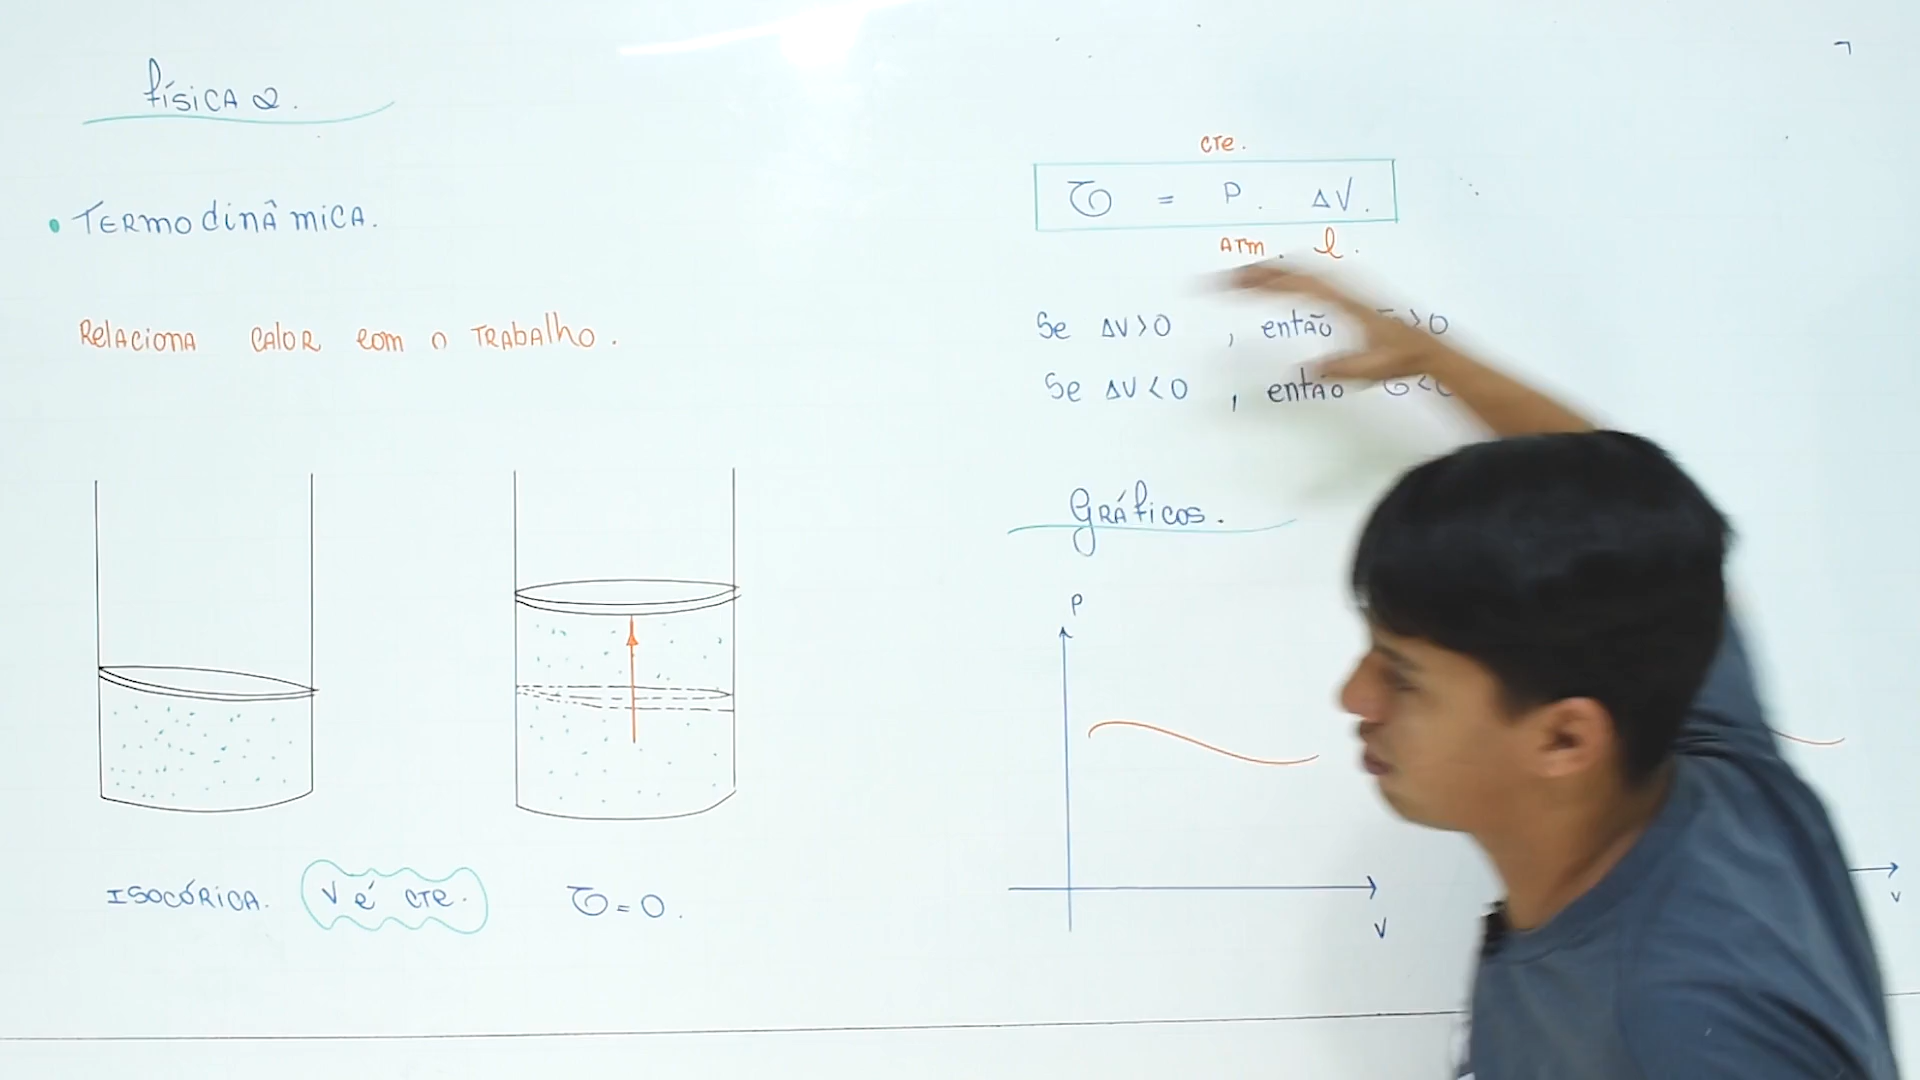 Física 2.
• Termodinâmica.
Relaciona calor com o trabalho.
Isocórica. V é cte. 𝒯 = 0.
cte.
𝒯 = P. ΔV.
atm. l.
Se ΔV>0, então >0
Se ΔV<0, então 𝒯<
Gráficos.
P
V
V